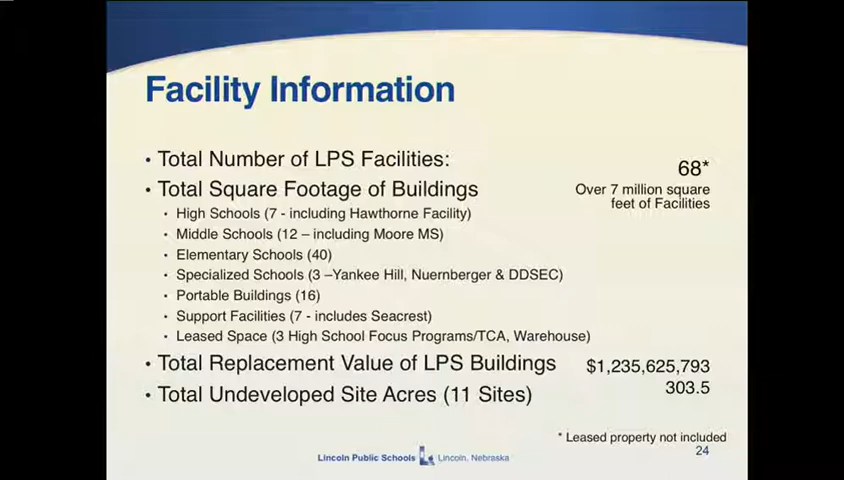 Facility Information
• Total Number of LPS Facilities:
68*
• Total Square Footage of Buildings
Over 7 million square
feet of Facilities
• High Schools (7 - including Hawthorne Facility)
• Middle Schools (12 – including Moore MS)
• Elementary Schools (40)
• Specialized Schools (3 –Yankee Hill, Nuernberger & DDSEC)
• Portable Buildings (16)
• Support Facilities (7 - includes Seacrest)
• Leased Space (3 High School Focus Programs/TCA, Warehouse)
• Total Replacement Value of LPS Buildings
$1,235,625,793
• Total Undeveloped Site Acres (11 Sites)
303.5
* Leased property not included
24
Lincoln Public Schools Lincoln, Nebraska